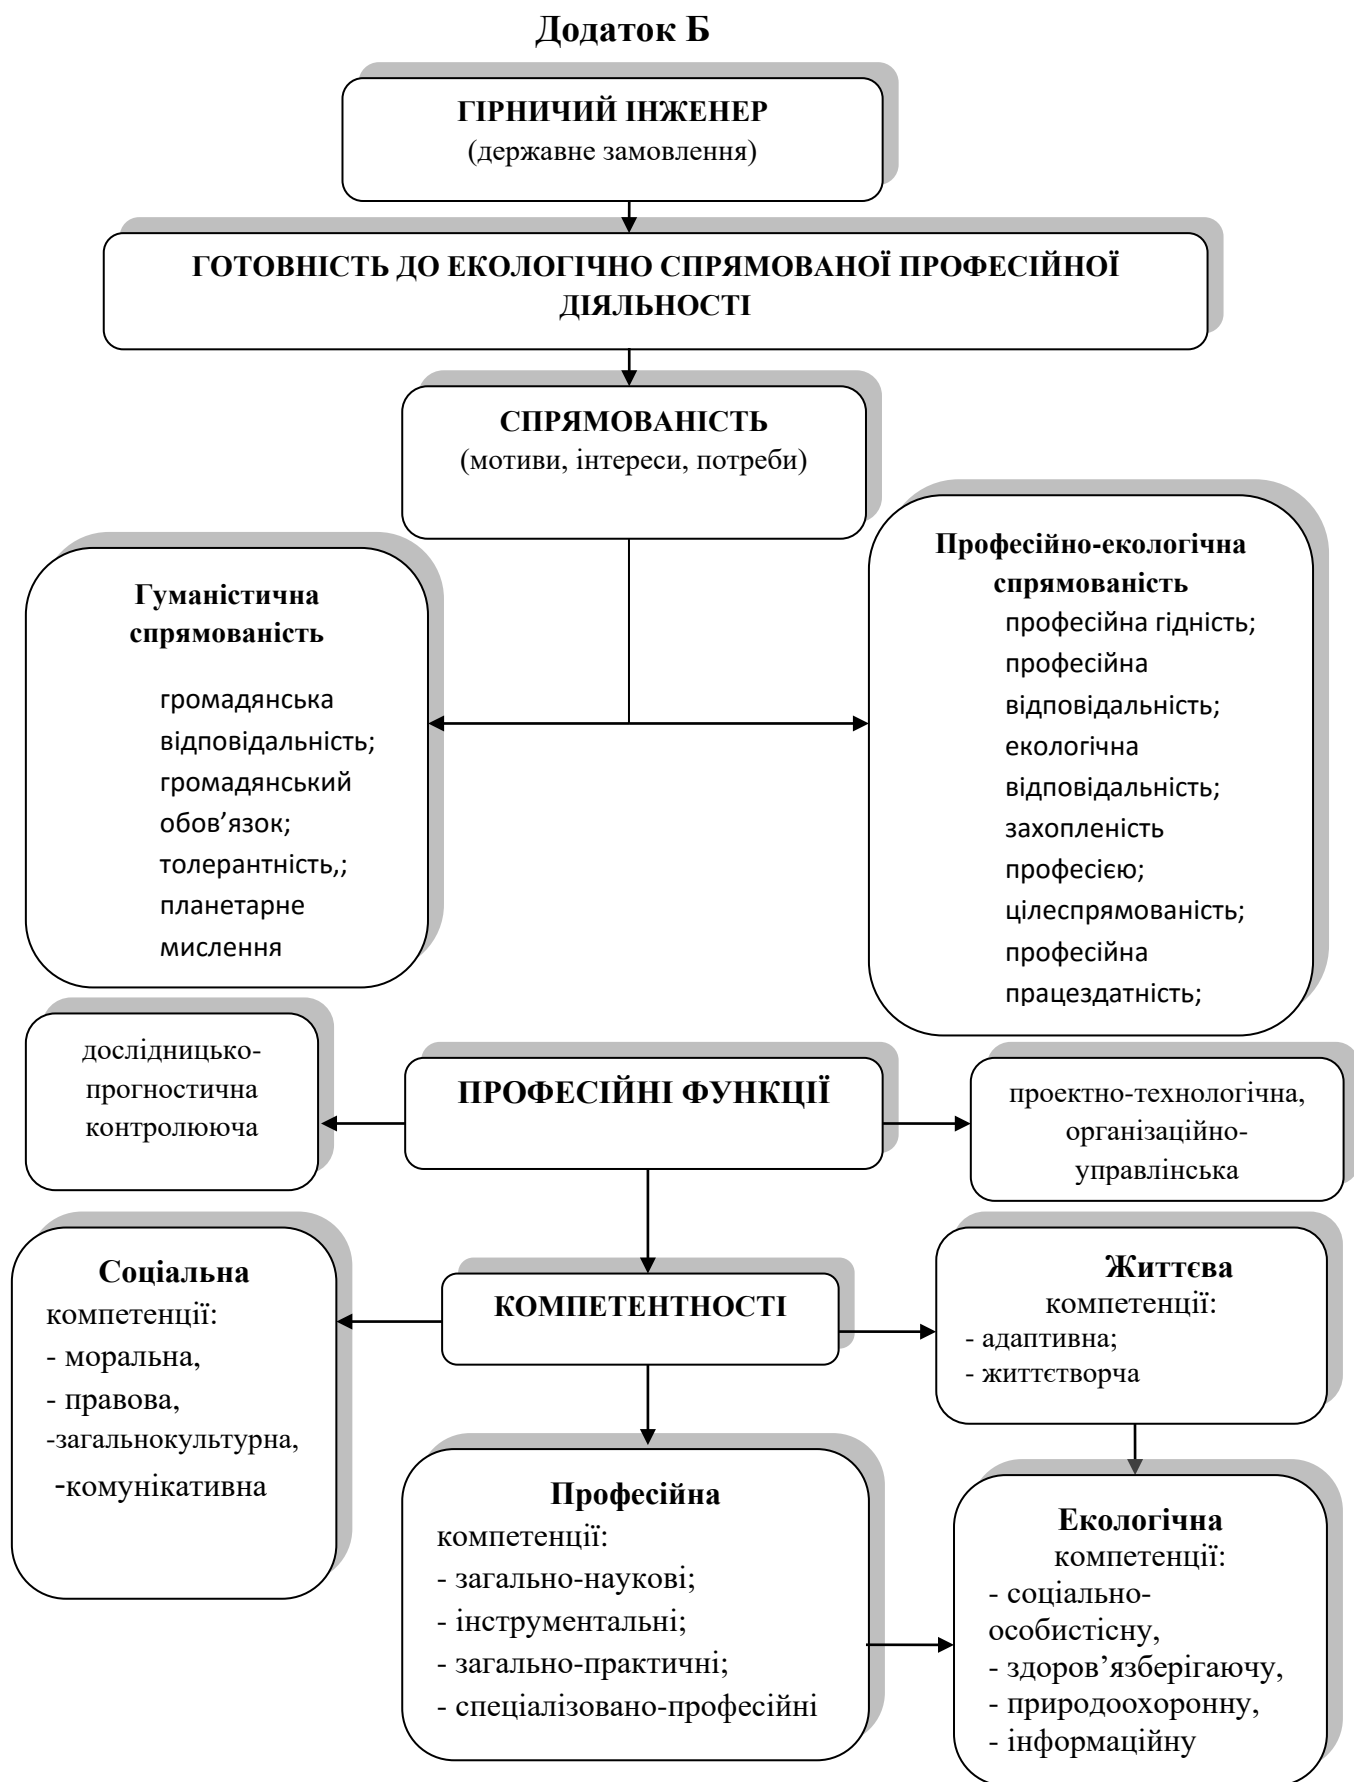 Додаток Б
ГІРНИЧИЙ ІНЖЕНЕР
(державне замовлення)
ГОТОВНІСТЬ ДО ЕКОЛОГІЧНО СПРЯМОВАНОЇ ПРОФЕСІЙНОЇ
ДІЯЛЬНОСТІ
СПРЯМОВАНІСТЬ
(мотиви, інтереси, потреби)
Гуманістична
спрямованість
громадянська
відповідальність;
громадянський
обов’язок;
толерантність,;
планетарне
мислення
Професійно-екологічна
спрямованість
професійна гідність;
професійна
відповідальність;
екологічна
відповідальність;
захопленість
професією;
цілеспрямованість;
професійна
працездатність;
дослідницько-
прогностична
контролююча
ПРОФЕСІЙНІ ФУНКЦІЇ
проектно-технологічна,
організаційно-
управлінська
Соціальна
компетенції:
- моральна,
- правова,
-загальнокультурна,
-комунікативна
КОМПЕТЕНТНОСТІ
Життєва
компетенції:
- адаптивна;
- життєтворча
Професійна
компетенції:
- загально-наукові;
- інструментальні;
- загально-практичні;
- спеціалізовано-професійні
Екологічна
компетенції:
- соціально-
особистісну,
- здоров’язберігаючу,
- природоохоронну,
- інформаційну